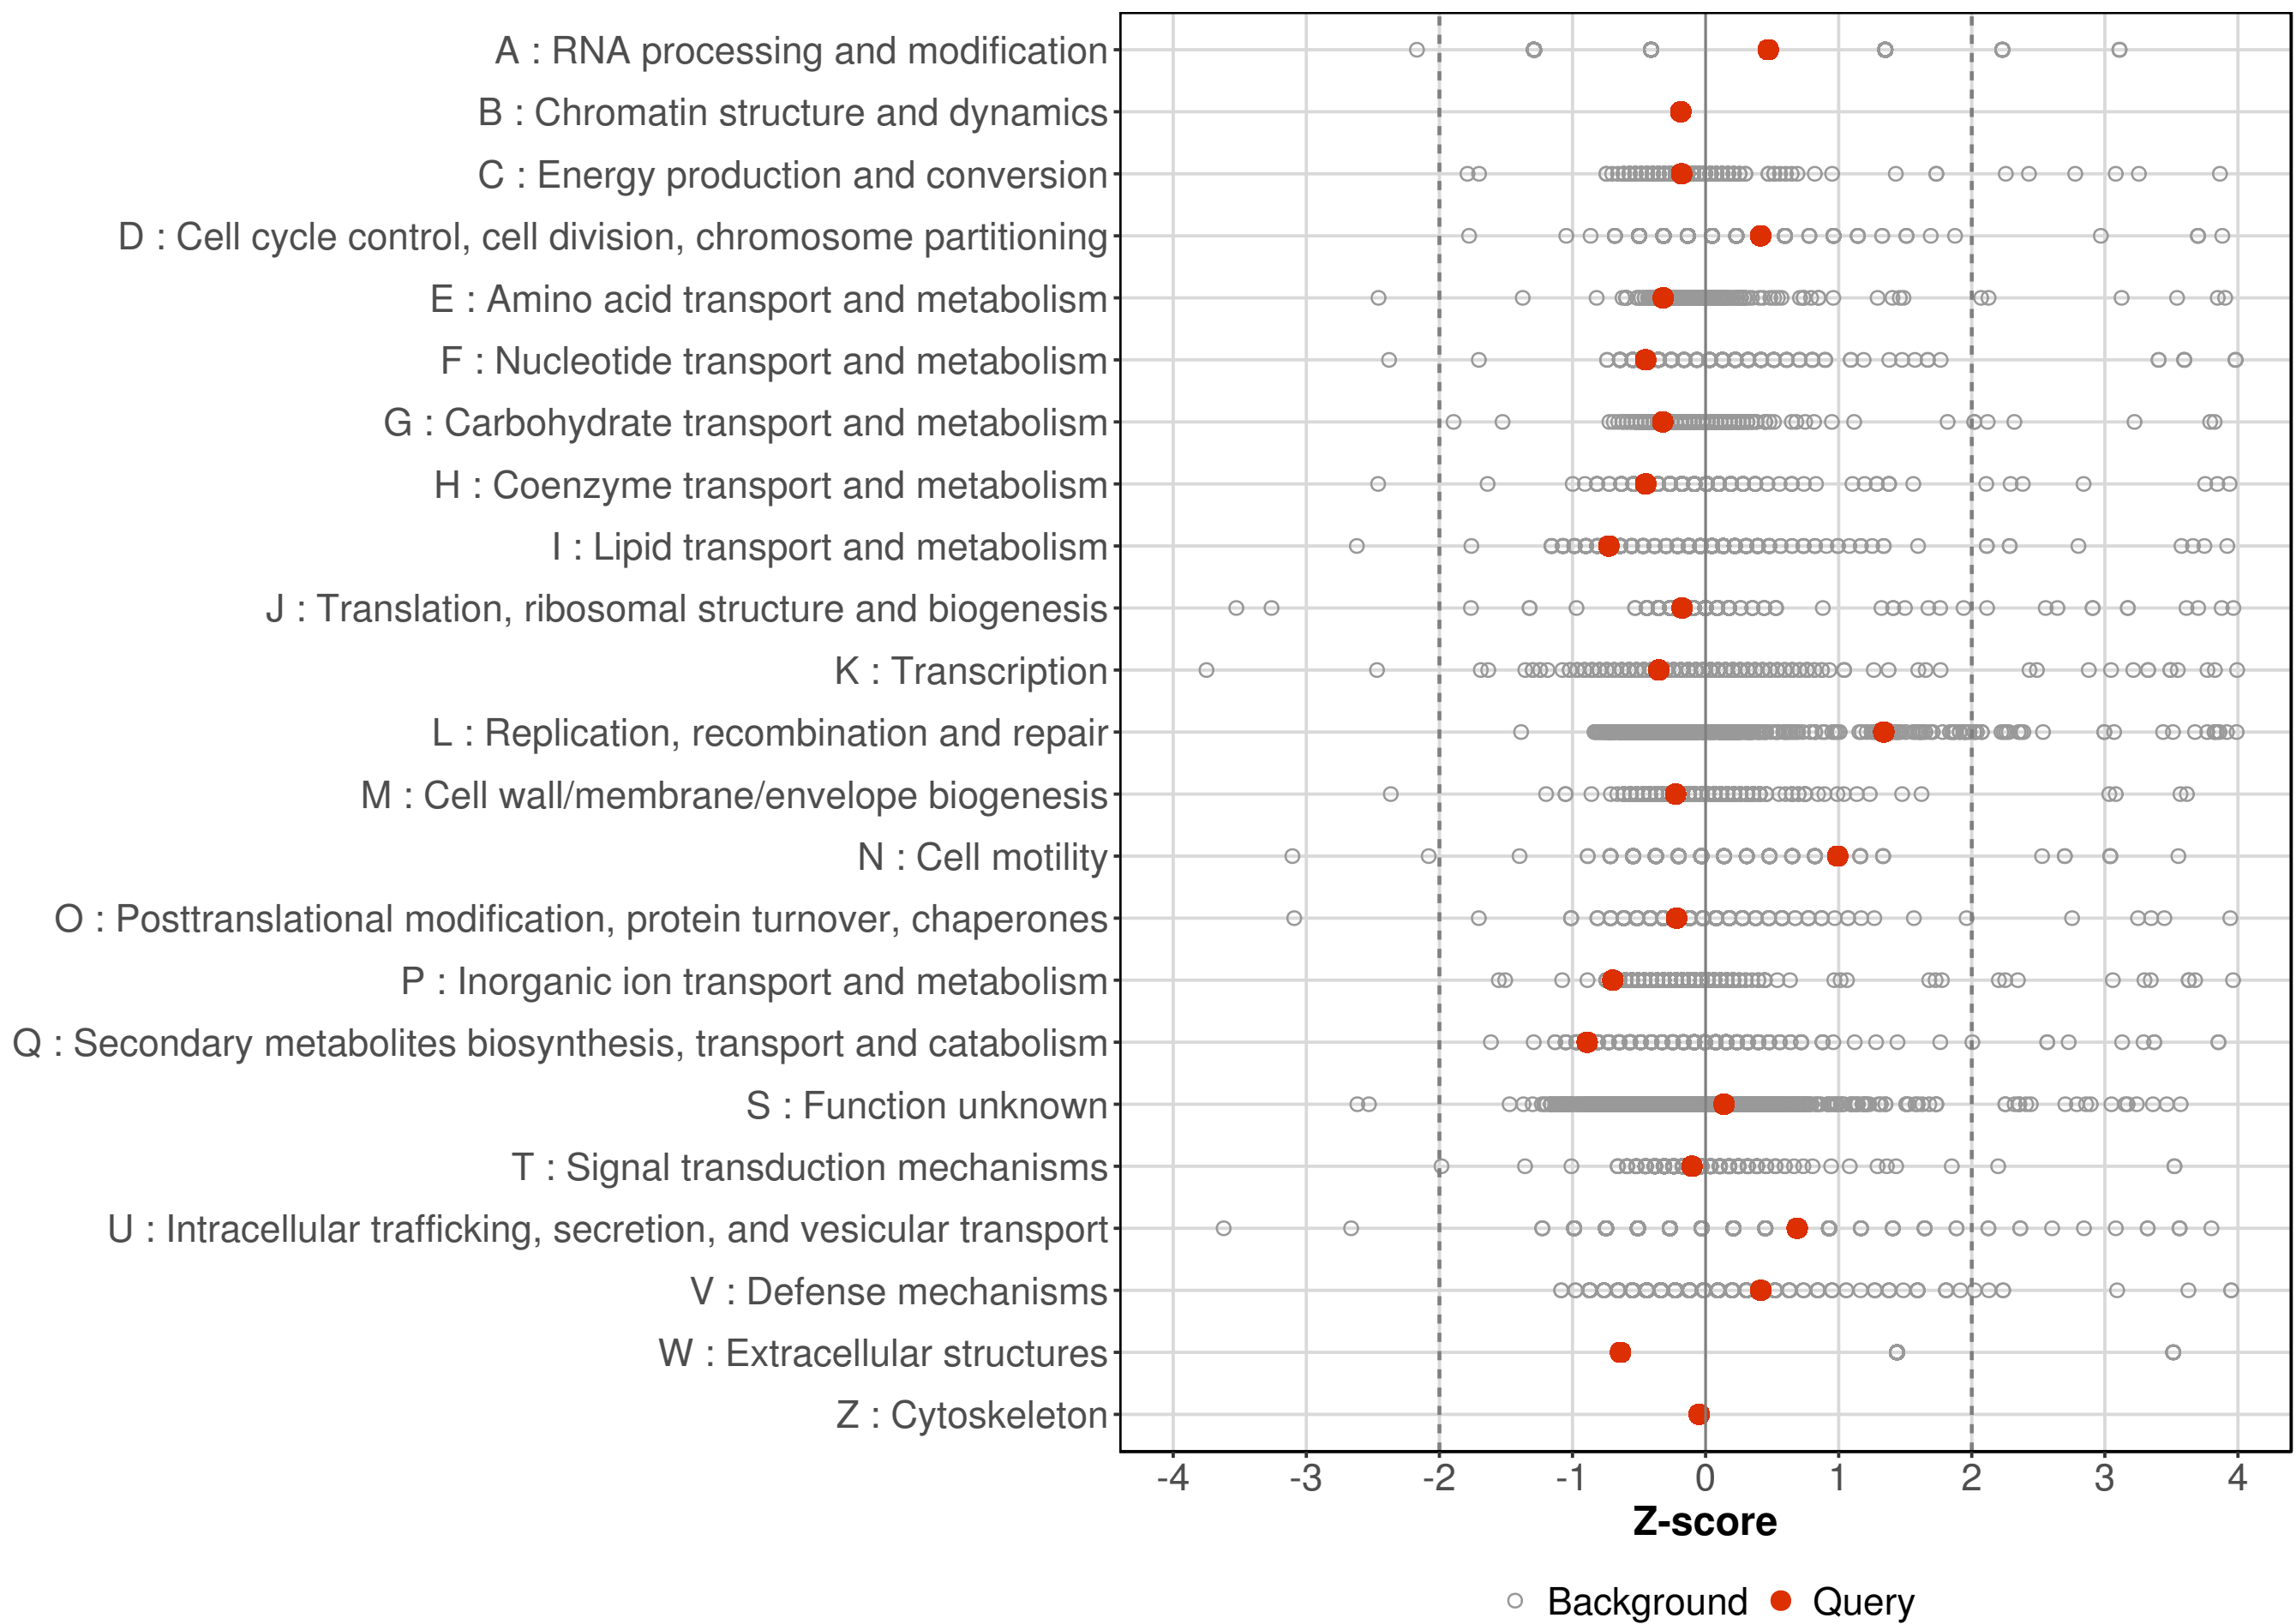 A : RNA processing and modification
B : Chromatin structure and dynamics
C : Energy production and conversion
D : Cell cycle control, cell division, chromosome partitioning
E : Amino acid transport and metabolism
F : Nucleotide transport and metabolism
G : Carbohydrate transport and metabolism
H : Coenzyme transport and metabolism
I : Lipid transport and metabolism
J : Translation, ribosomal structure and biogenesis
K : Transcription
L : Replication, recombination and repair
M : Cell wall/membrane/envelope biogenesis
N : Cell motility
O : Posttranslational modification, protein turnover, chaperones
P : Inorganic ion transport and metabolism
Q : Secondary metabolites biosynthesis, transport and catabolism
S : Function unknown
T : Signal transduction mechanisms
U : Intracellular trafficking, secretion, and vesicular transport
V : Defense mechanisms
W : Extracellular structures
Z : Cytoskeleton
-4 -3 -2 -1 0 1 2 3 4
Z-score
Background Query